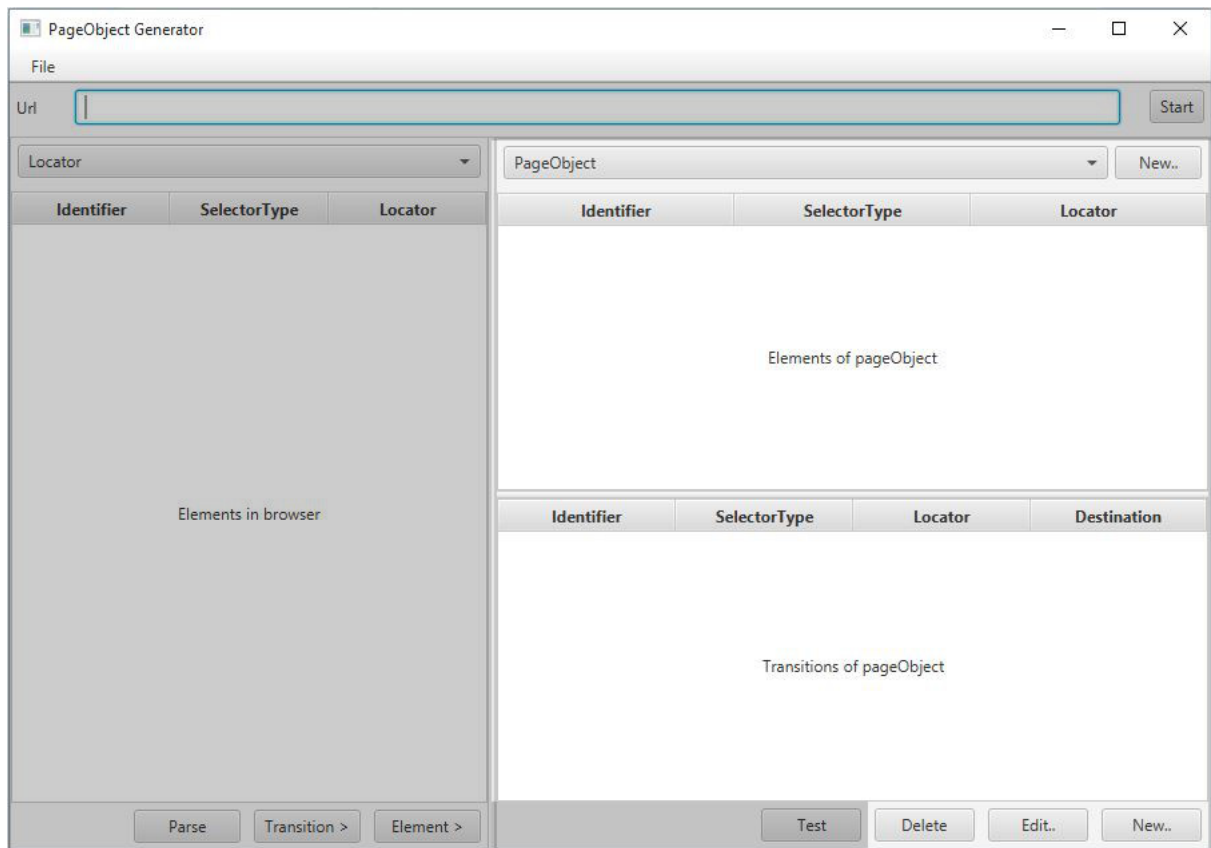 PageObject Generator
File
Url Start
Locator
Identifier SelectorType Locator
Elements in browser
Parse Transition > Element >
PageObject New..
Identifier SelectorType Locator
Elements of pageObject
Identifier SelectorType Locator Destination
Transitions of pageObject
Test Delete Edit.. New..